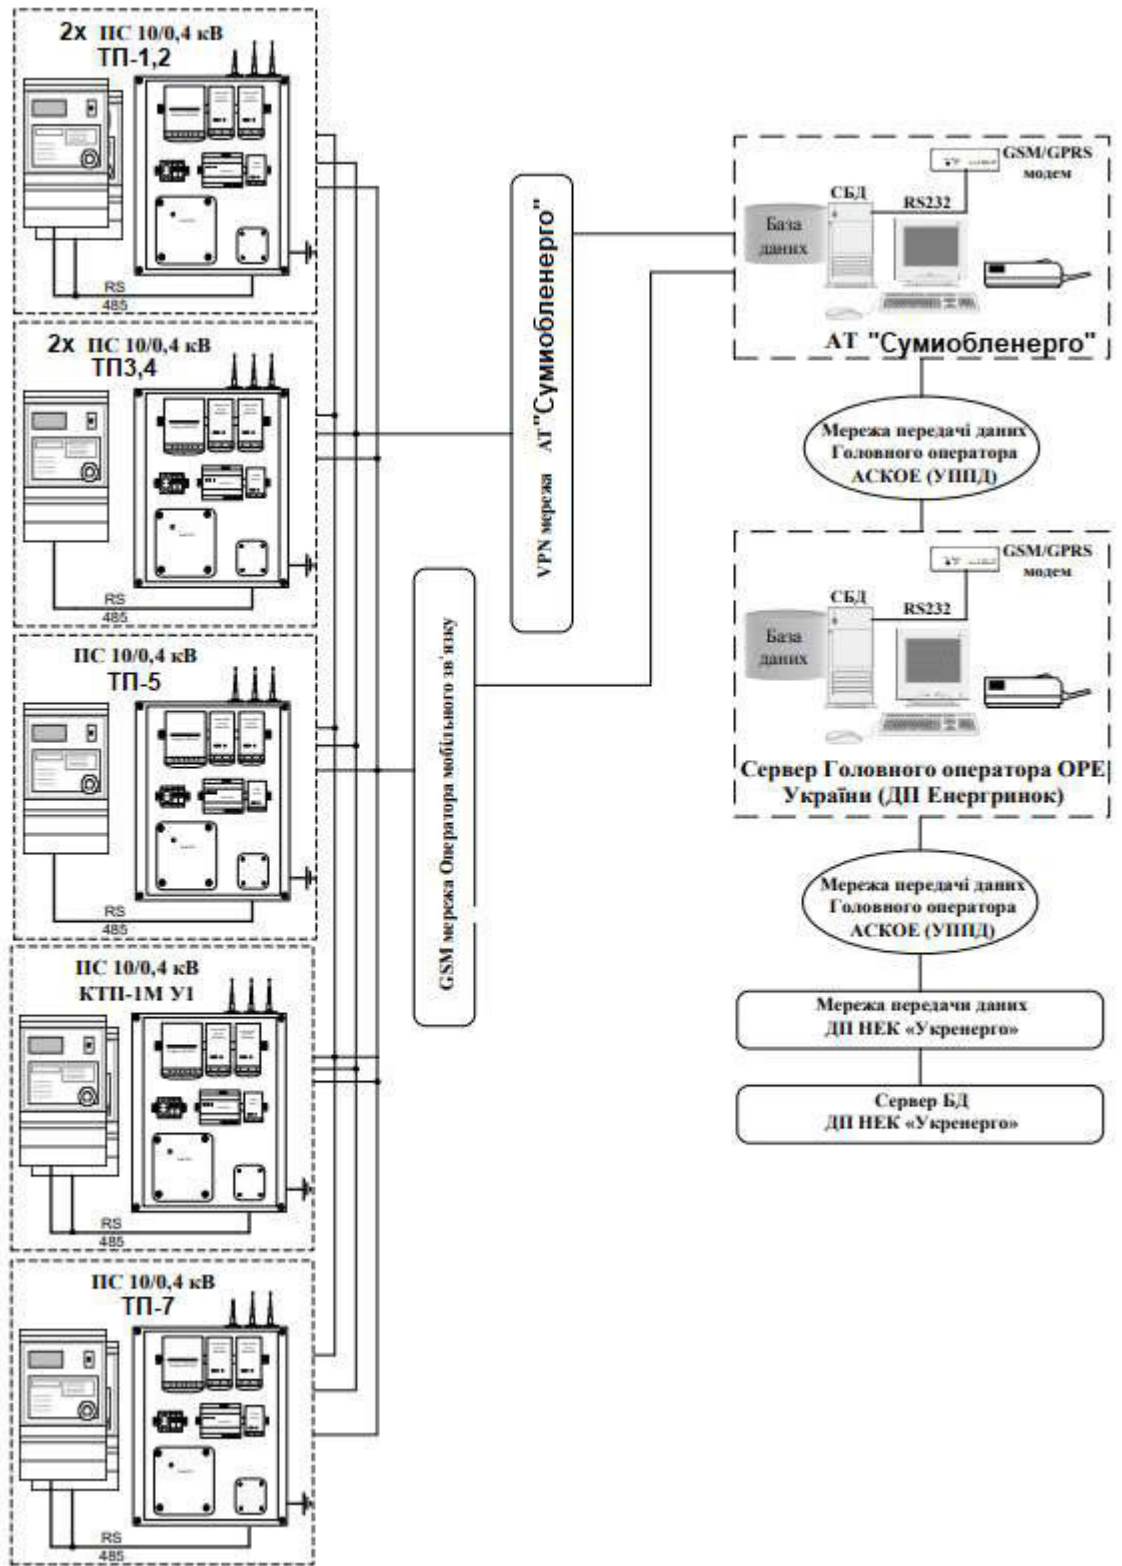 2x ПС 10/0,4 кВ
ТП-1,2
RS
485
2x ПС 10/0,4 кВ
ТП3,4
RS
485
ПС 10/0,4 кВ
ТП-5
RS
485
ПС 10/0,4 кВ
КТП-1М У1
RS
485
ПС 10/0,4 кВ
ТП-7
RS
485
GSM мережа Оператора мобільного зв'язку
VPN мережа АТ "Сумиобленерго"
GSM/GPRS
модем
СБД
RS232
База
даних
АТ "Сумиобленерго"
Мережа передачі даних
Головного оператора
АСКОЕ (УППД)
GSM/GPRS
модем
СБД
RS232
База
даних
Сервер Головного оператора ОРЕ
України (ДП Енергринок)
Мережа передачі даних
Головного оператора
АСКОЕ (УППД)
Мережа передачи даних
ДП НЕК «Укренерго»
Сервер БД
ДП НЕК «Укренерго»